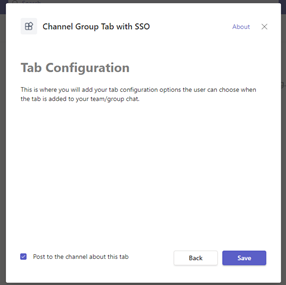 Channel Group Tab with SSO
About
Tab Configuration
This is where you will add your tab configuration options the user can choose when
the tab is added to your team/group chat.
Post to the channel about this tab
Back
Save